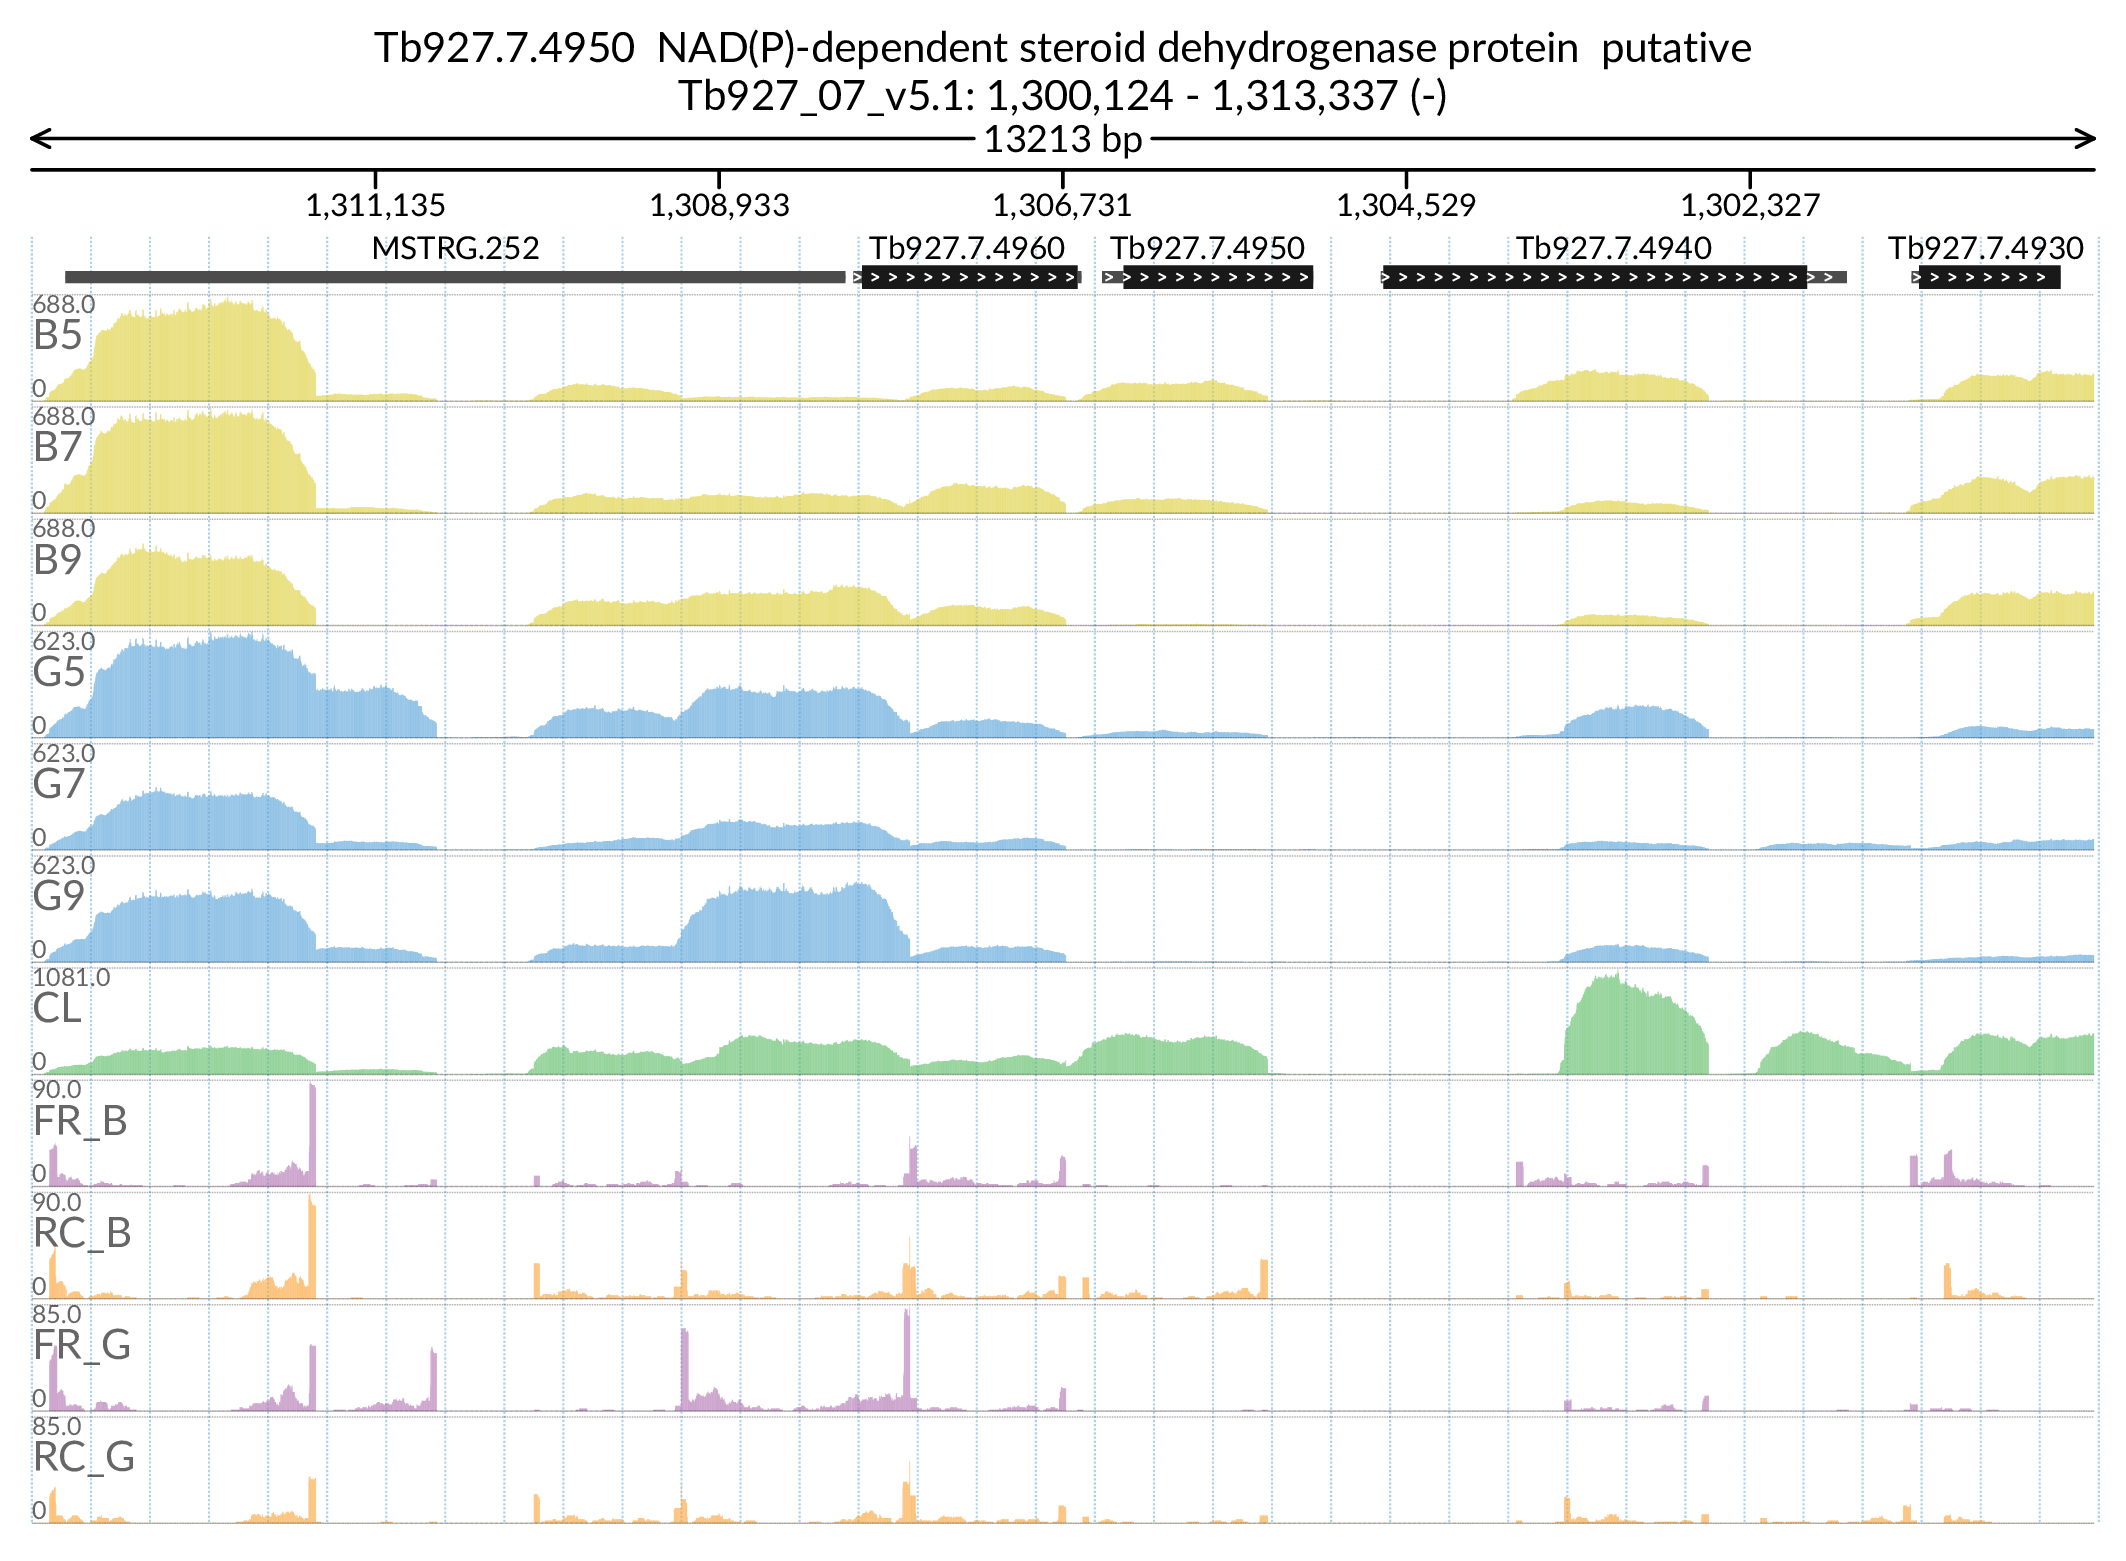 Tb927.7.4950  NAD(P)-dependent steroid dehydrogenase protein  putative
Tb927_07_v5.1: 1,300,124 - 1,313,337 (-)
13213 bp
1,311,135 1,308,933 1,306,731 1,304,529 1,302,327
MSTRG.252 Tb927.7.4960 Tb927.7.4950 Tb927.7.4940 Tb927.7.4930
688.0
B5
0
688.0
B7
0
688.0
B9
0
623.0
G5
0
623.0
G7
0
623.0
G9
0
1081.0
CL
0
90.0
FR_B
0
90.0
RC_B
0
85.0
FR_G
0
85.0
RC_G
0